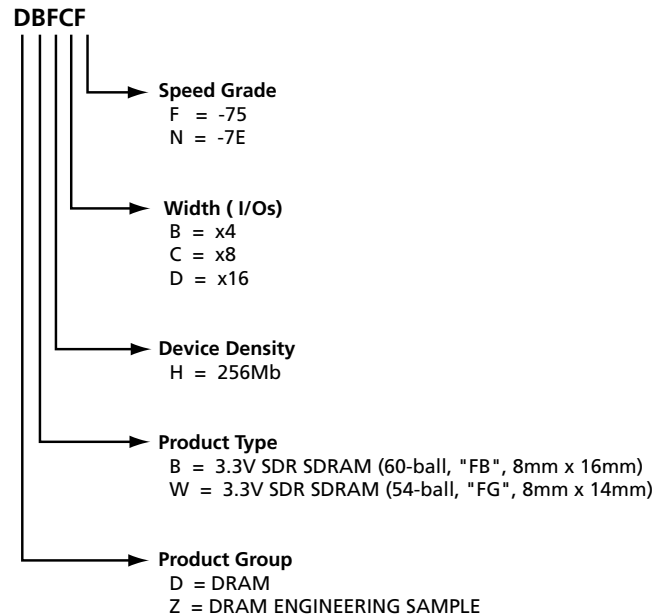 DBFCF
Speed Grade
F = -75
N = -7E
Width ( I/Os)
B = x4
C = x8
D = x16
Device Density
H = 256Mb
Product Type
B = 3.3V SDR SDRAM (60-ball, "FB", 8mm x 16mm)
W = 3.3V SDR SDRAM (54-ball, "FG", 8mm x 14mm)
Product Group
D = DRAM
Z = DRAM ENGINEERING SAMPLE